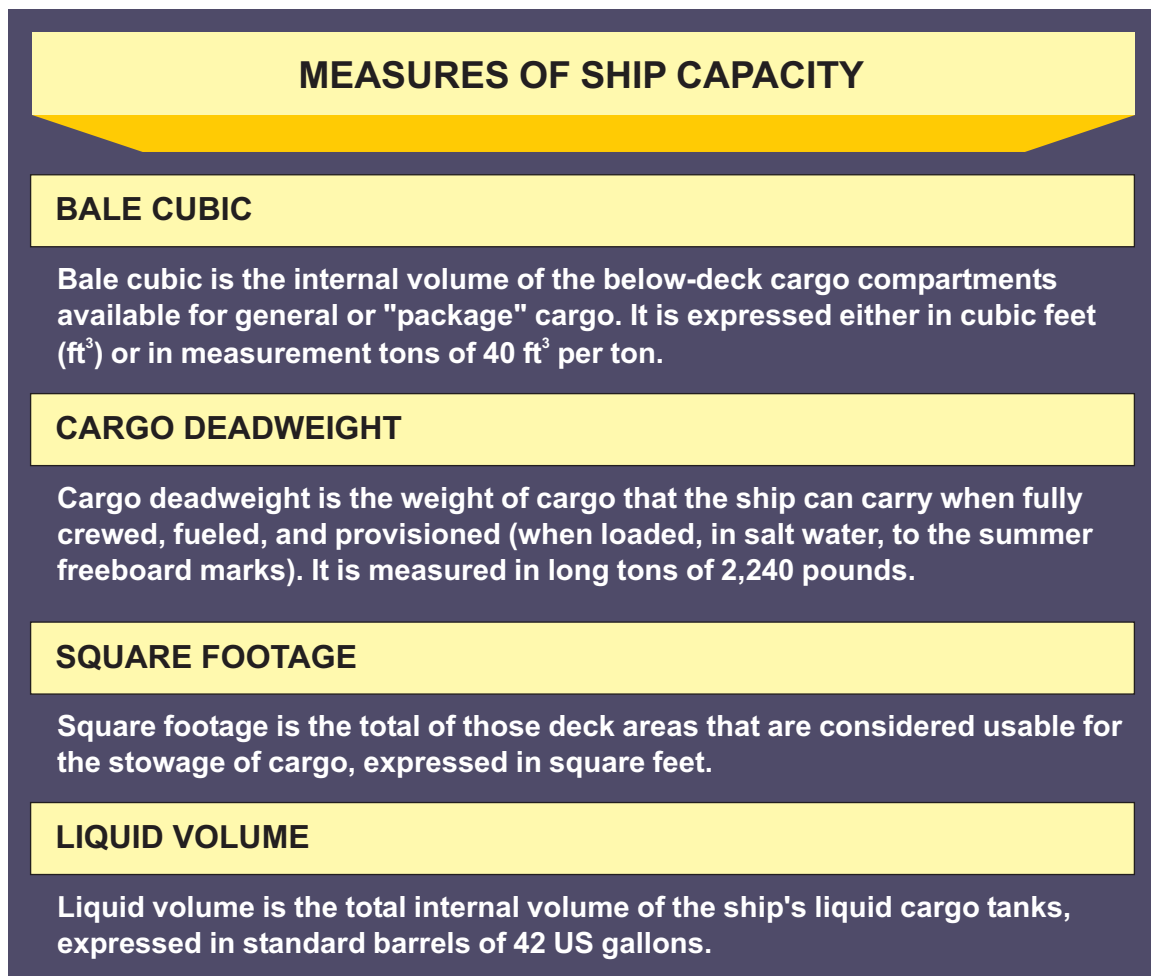 MEASURES OF SHIP CAPACITY
BALE CUBIC
Bale cubic is the internal volume of the below-deck cargo compartments
available for general or "package" cargo. It is expressed either in cubic feet
(ft³) or in measurement tons of 40 ft³ per ton.
CARGO DEADWEIGHT
Cargo deadweight is the weight of cargo that the ship can carry when fully
crewed, fueled, and provisioned (when loaded, in salt water, to the summer
freeboard marks). It is measured in long tons of 2,240 pounds.
SQUARE FOOTAGE
Square footage is the total of those deck areas that are considered usable for
the stowage of cargo, expressed in square feet.
LIQUID VOLUME
Liquid volume is the total internal volume of the ship's liquid cargo tanks,
expressed in standard barrels of 42 US gallons.